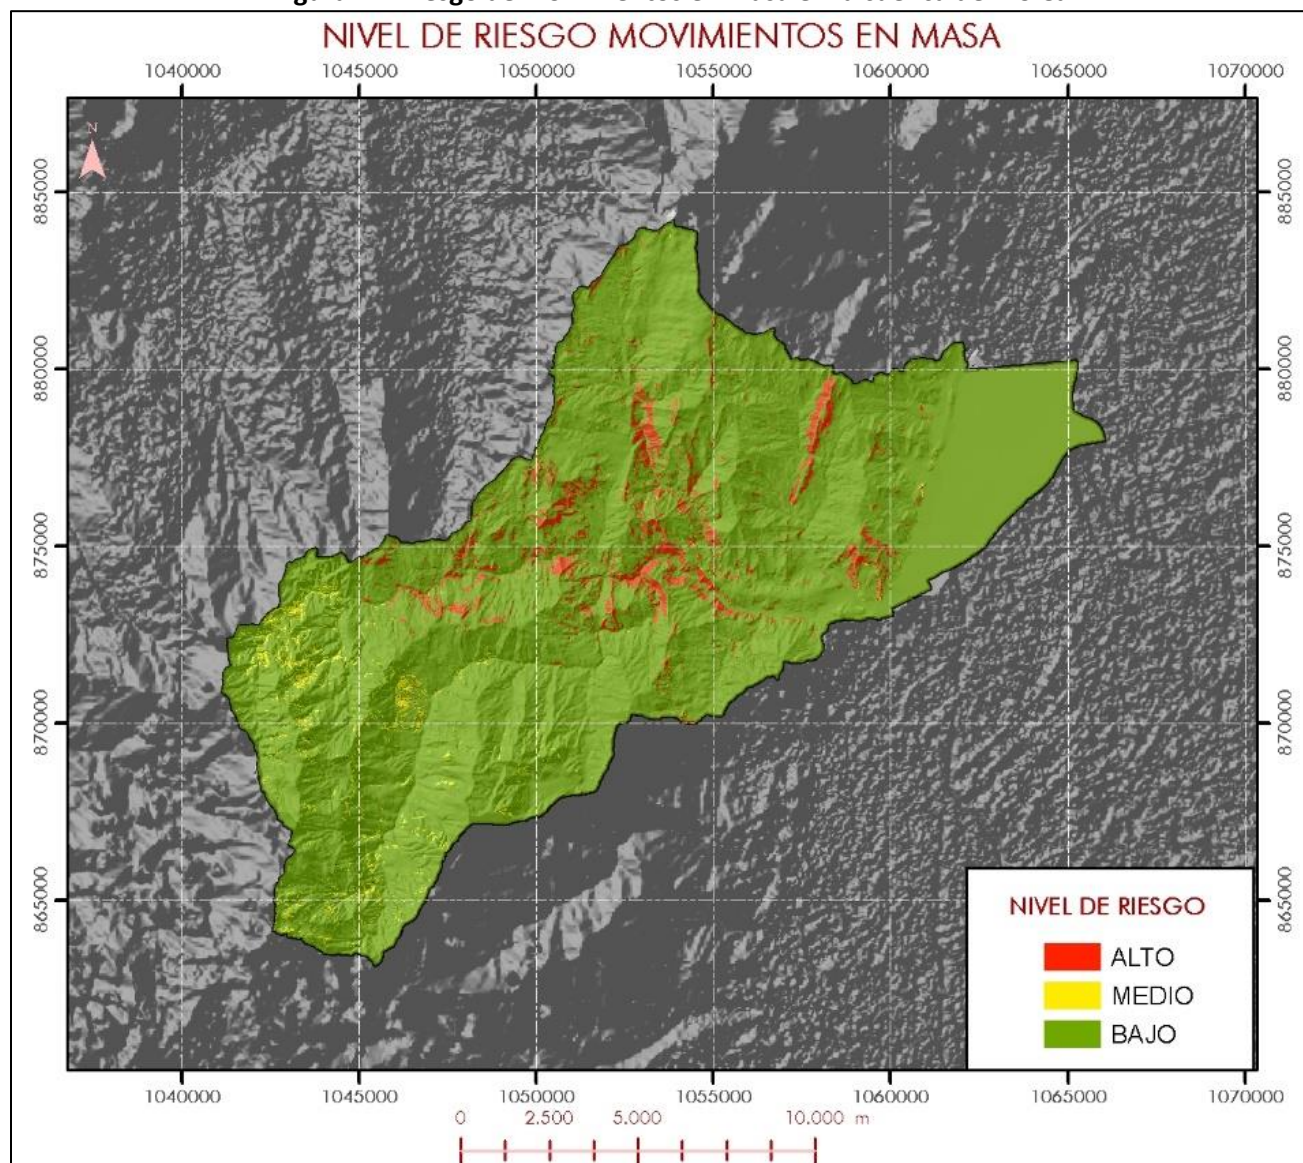 NIVEL DE RIESGO MOVIMIENTOS EN MASA
1040000 1045000 1050000 1055000 1060000 1065000 1070000
N
885000 885000
880000 880000
875000 875000
870000 870000
865000 865000
NIVEL DE RIESGO
ALTO
MEDIO
BAJO
1040000 1045000 1050000 1055000 1060000 1065000 1070000
0 2.500 5.000 10.000 m